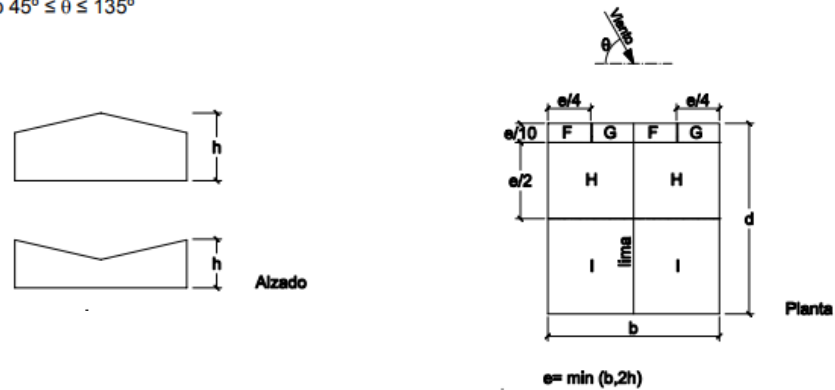 45º ≤ θ ≤ 135º
Viento
θ
e/4
e/4
e/10
F
G
F
G
h
e/2
H
H
d
h
I
lima
I
Alzado
Planta
b
e= min (b,2h)